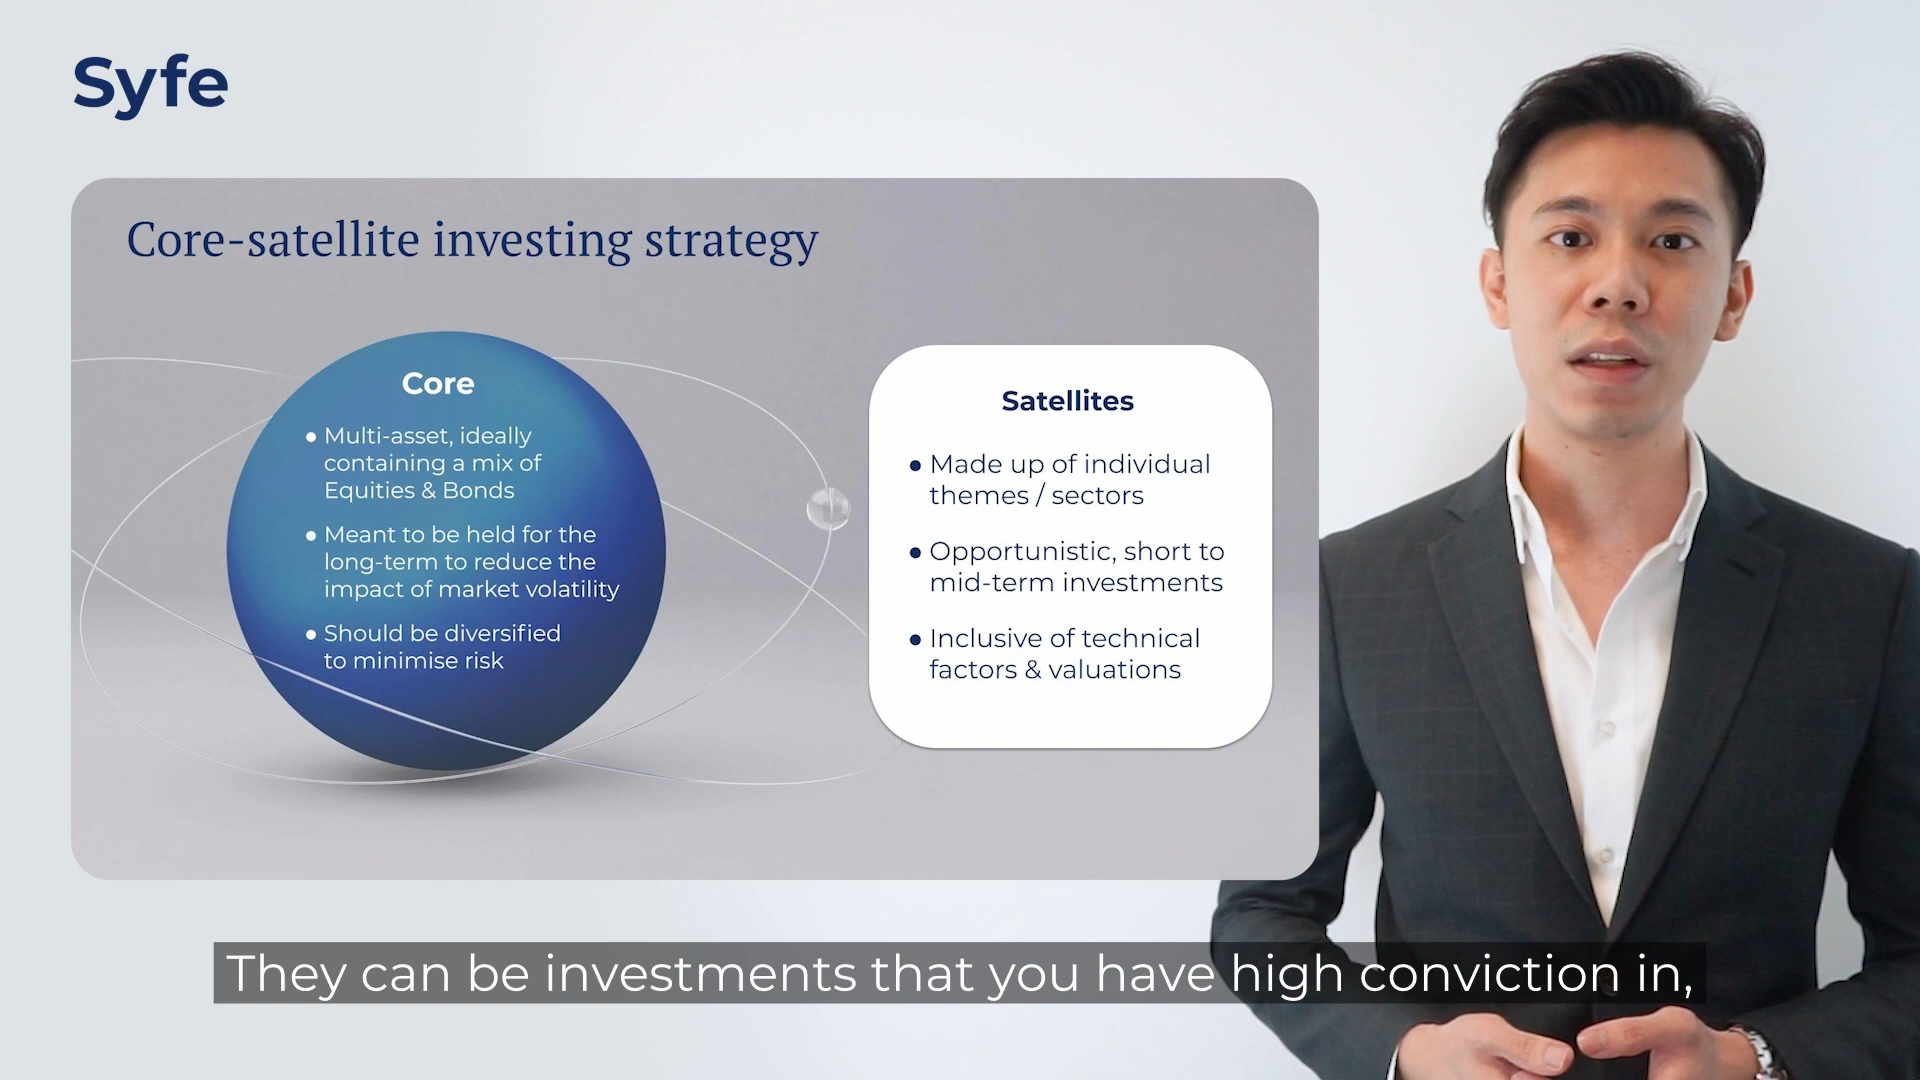 Syfe
Core-satellite investing strategy
Core
● Multi-asset, ideally
containing a mix of
Equities & Bonds
● Meant to be held for the
long-term to reduce the
impact of market volatility
● Should be diversified
to minimise risk
Satellites
● Made up of individual
themes / sectors
● Opportunistic, short to
mid-term investments
● Inclusive of technical
factors & valuations
They can be investments that you have high conviction in,